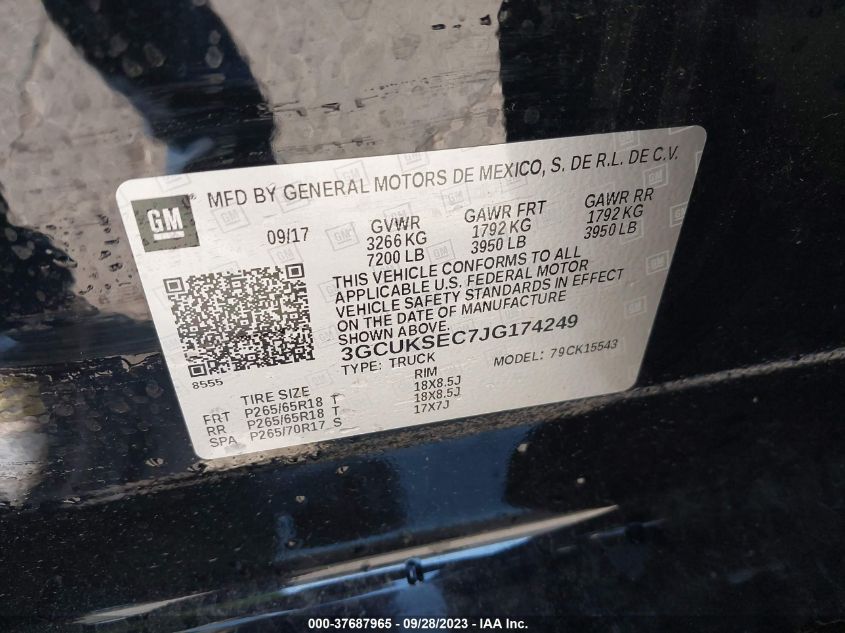 MFD BY GENERAL MOTORS DE MEXICO, S. DE R.L. DE C.V.
GM
09/17
GVWR GAWR FRT GAWR RR
3266 KG 1792 KG 1792 KG
7200 LB 3950 LB 3950 LB
THIS VEHICLE CONFORMS TO ALL
APPLICABLE U.S. FEDERAL MOTOR
VEHICLE SAFETY STANDARDS IN EFFECT
ON THE DATE OF MANUFACTURE
SHOWN ABOVE.
3GCUKSEC7JG174249
TYPE: TRUCK MODEL: 79CK15543
8555
TIRE SIZE RIM
FRT P265/65R18 T 18X8.5J
RR P265/65R18 T 18X8.5J
SPA P265/70R17 S 17X7J
000-37687965 - 09/28/2023 - IAA Inc.